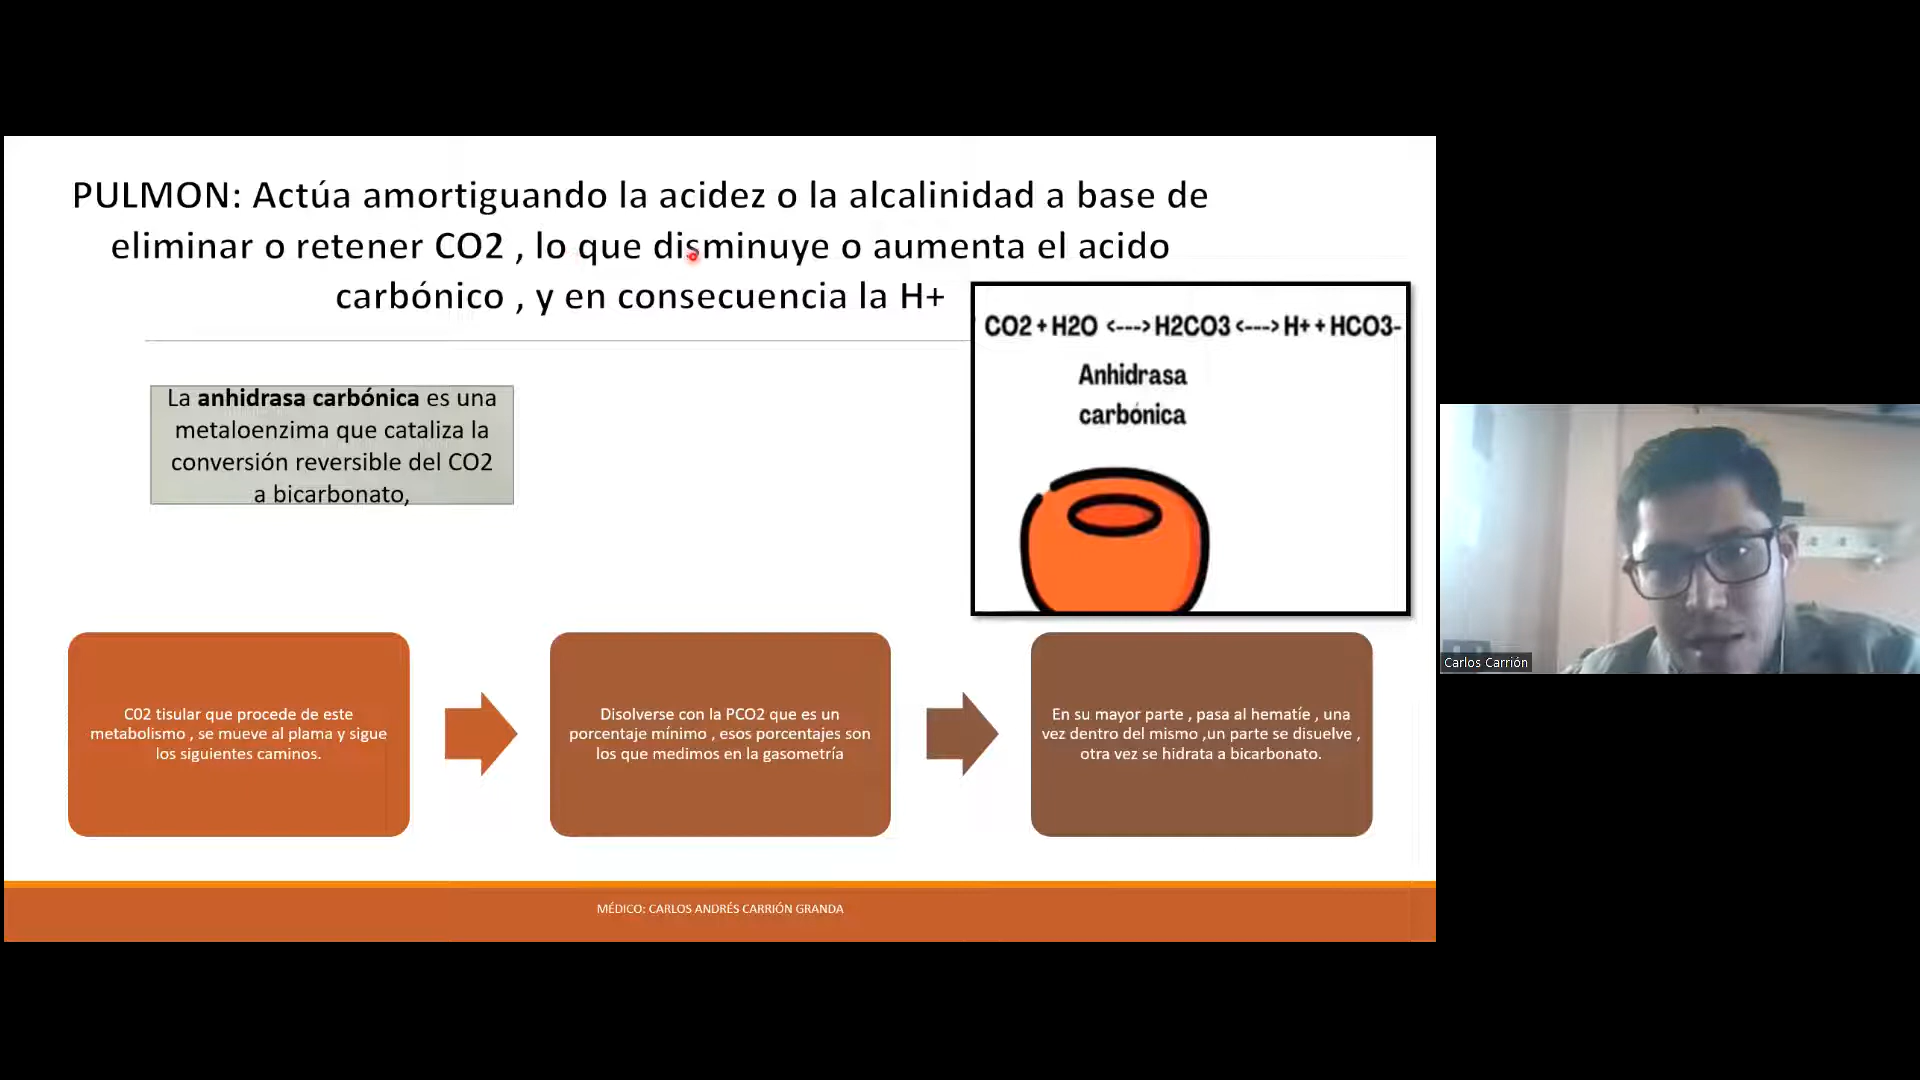 PULMON: Actúa amortiguando la acidez o la alcalinidad a base de
eliminar o retener CO2 , lo que disminuye o aumenta el acido
carbónico , y en consecuencia la H+
CO2 + H2O <---> H2CO3 <---> H+ + HCO3-
Anhidrasa
carbónica
La anhidrasa carbónica es una
metaloenzima que cataliza la
conversión reversible del CO2
a bicarbonato,
C02 tisular que procede de este
metabolismo , se mueve al plama y sigue
los siguientes caminos.
Disolverse con la PCO2 que es un
porcentaje mínimo , esos porcentajes son
los que medimos en la gasometría
En su mayor parte , pasa al hematíe , una
vez dentro del mismo ,un parte se disuelve ,
otra vez se hidrata a bicarbonato.
MÉDICO: CARLOS ANDRÉS CARRIÓN GRANDA
Carlos Carrión